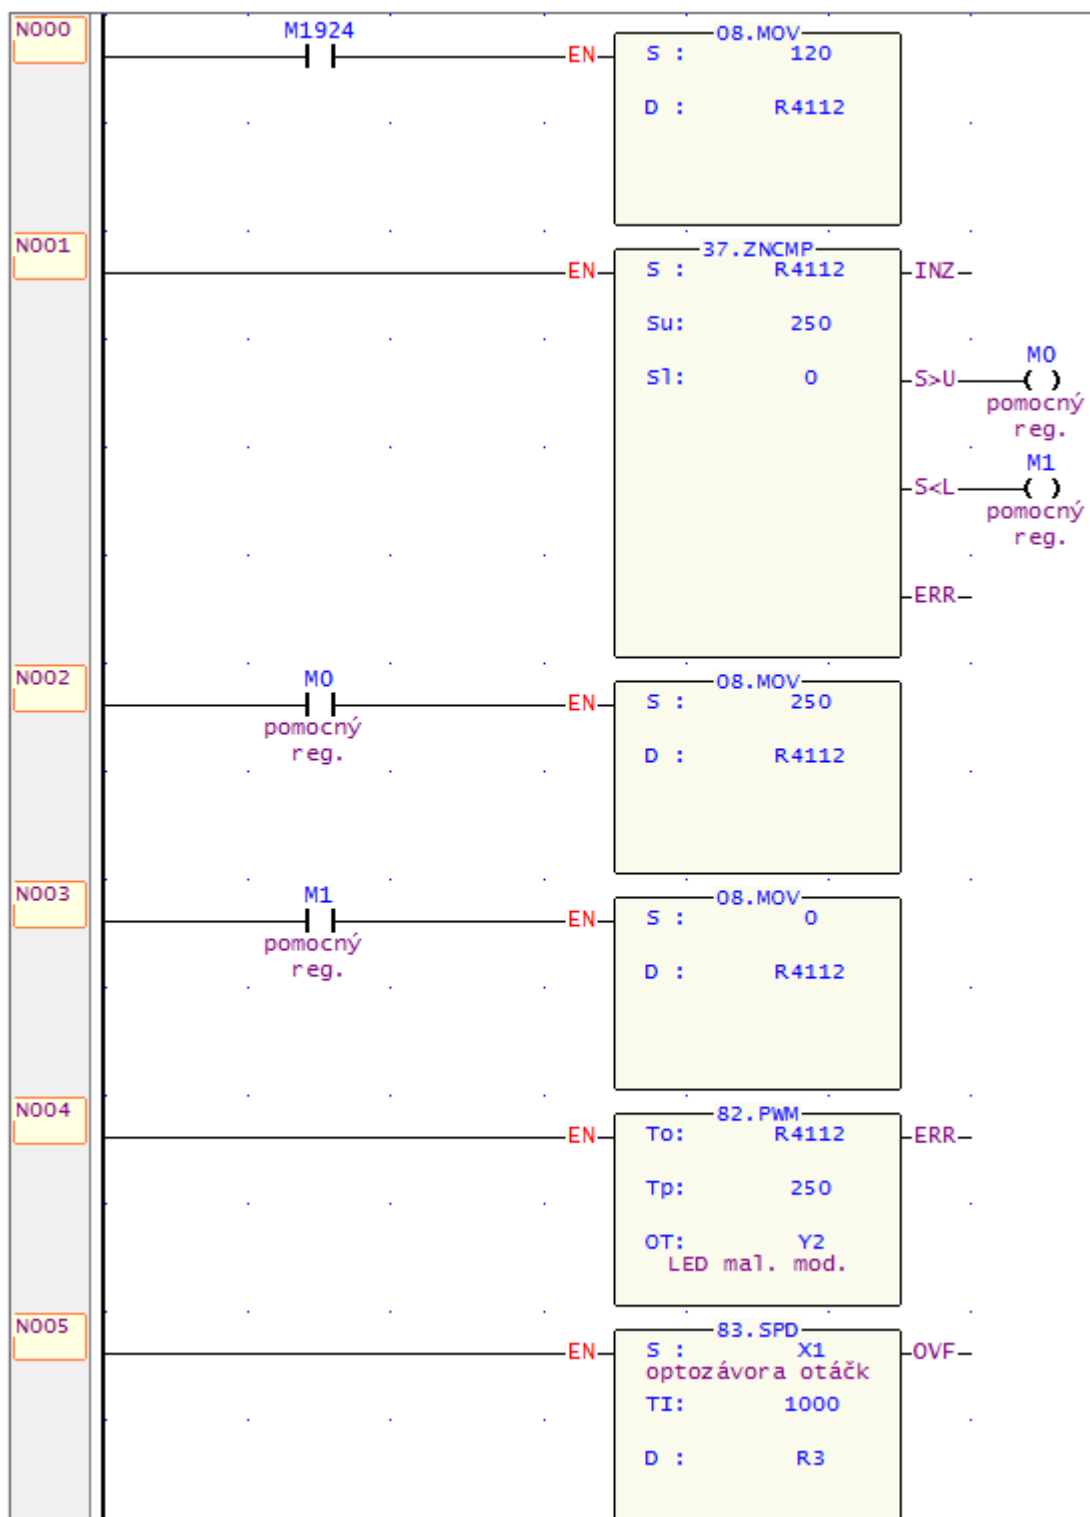 N000
M1924
EN
08.MOV
S : 120
D : R4112
N001
EN
37.ZNCMP
S : R4112
INZ
Su: 250
Sl: 0
S>U
M0
pomocný
reg.
S<L
M1
pomocný
reg.
ERR
N002
M0
pomocný
reg.
EN
08.MOV
S : 250
D : R4112
N003
M1
pomocný
reg.
EN
08.MOV
S : 0
D : R4112
N004
EN
82.PWM
To: R4112
ERR
Tp: 250
OT: Y2
LED mal. mod.
N005
EN
83.SPD
S : X1
optozávora otáčk
OVF
TI: 1000
D : R3